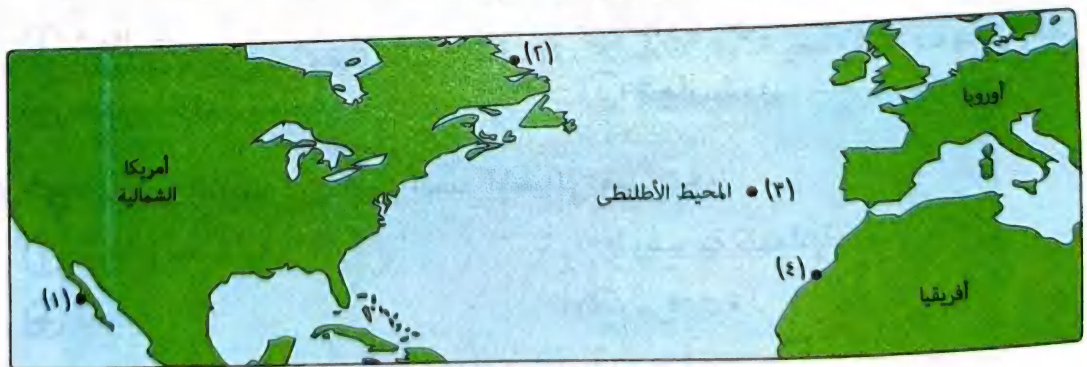 (٢)
أوروبا
أمريكا
الشمالية
المحيط الأطلنطى
(٣)
(٤)
أفريقيا
(١)